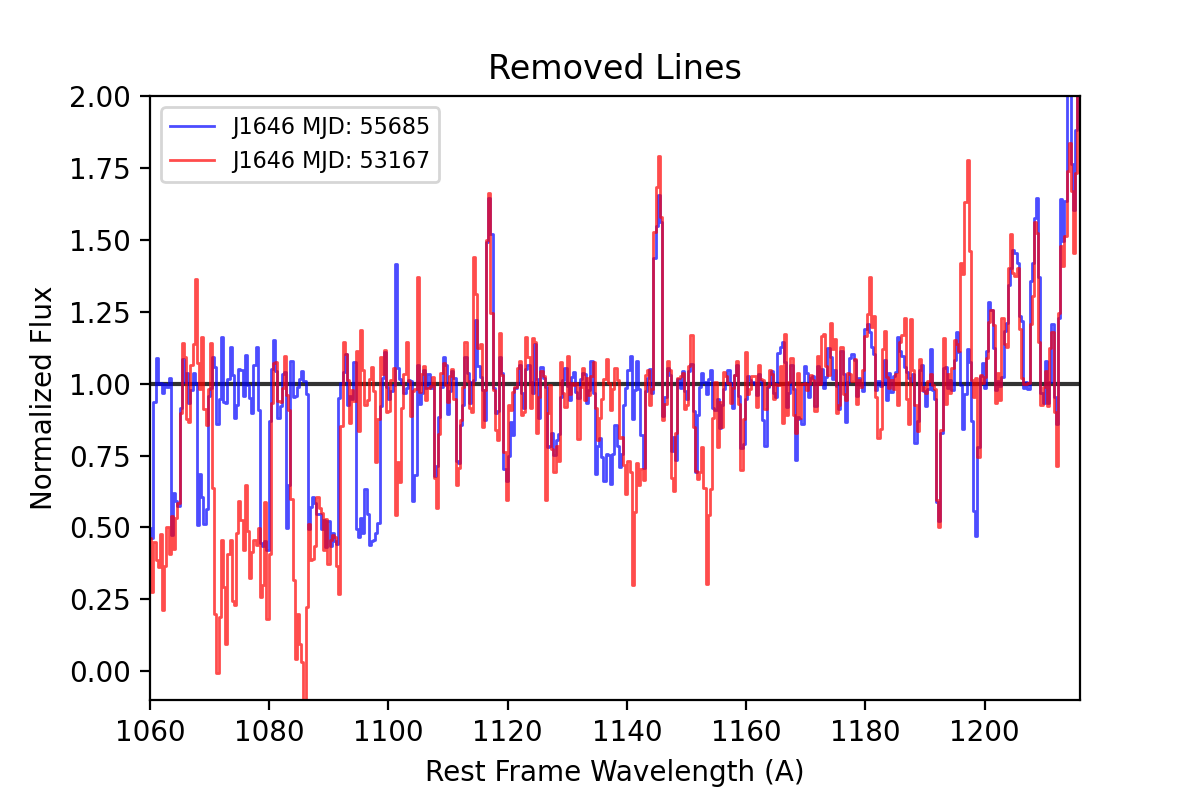 Removed Lines
J1646 MJD: 55685
J1646 MJD: 53167
2.00
1.75
1.50
1.25
1.00
0.75
0.50
0.25
0.00
Normalized Flux
1060 1080 1100 1120 1140 1160 1180 1200
Rest Frame Wavelength (A)